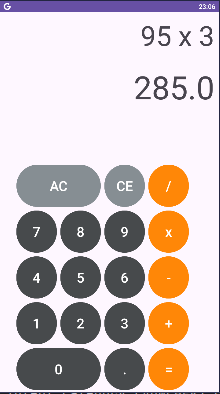 G 23:06
95 x 3
285.0
AC CE /
7 8 9 x
4 5 6 -
1 2 3 +
0 . =